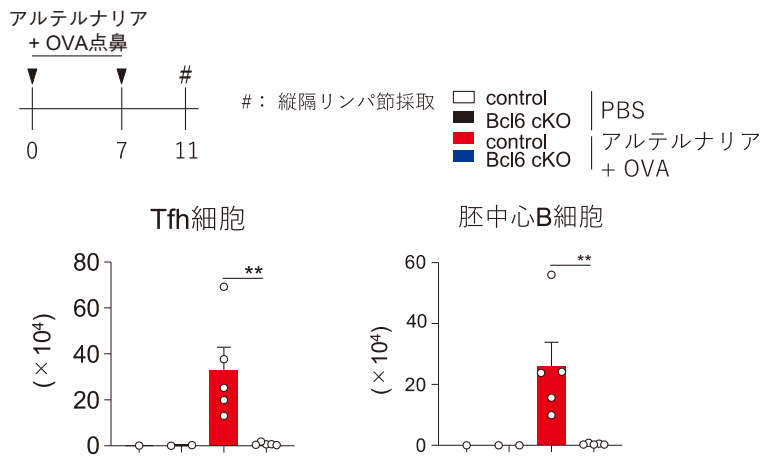 アルテルナリア
+ OVA点鼻
#
0 7 11
#： 縦隔リンパ節採取
control
Bcl6 cKO
PBS
control
Bcl6 cKO
アルテルナリア
+ OVA
Tfh細胞
(×10⁴)
80
60
40
20
0
**
胚中心B細胞
(×10⁴)
60
40
20
0
**